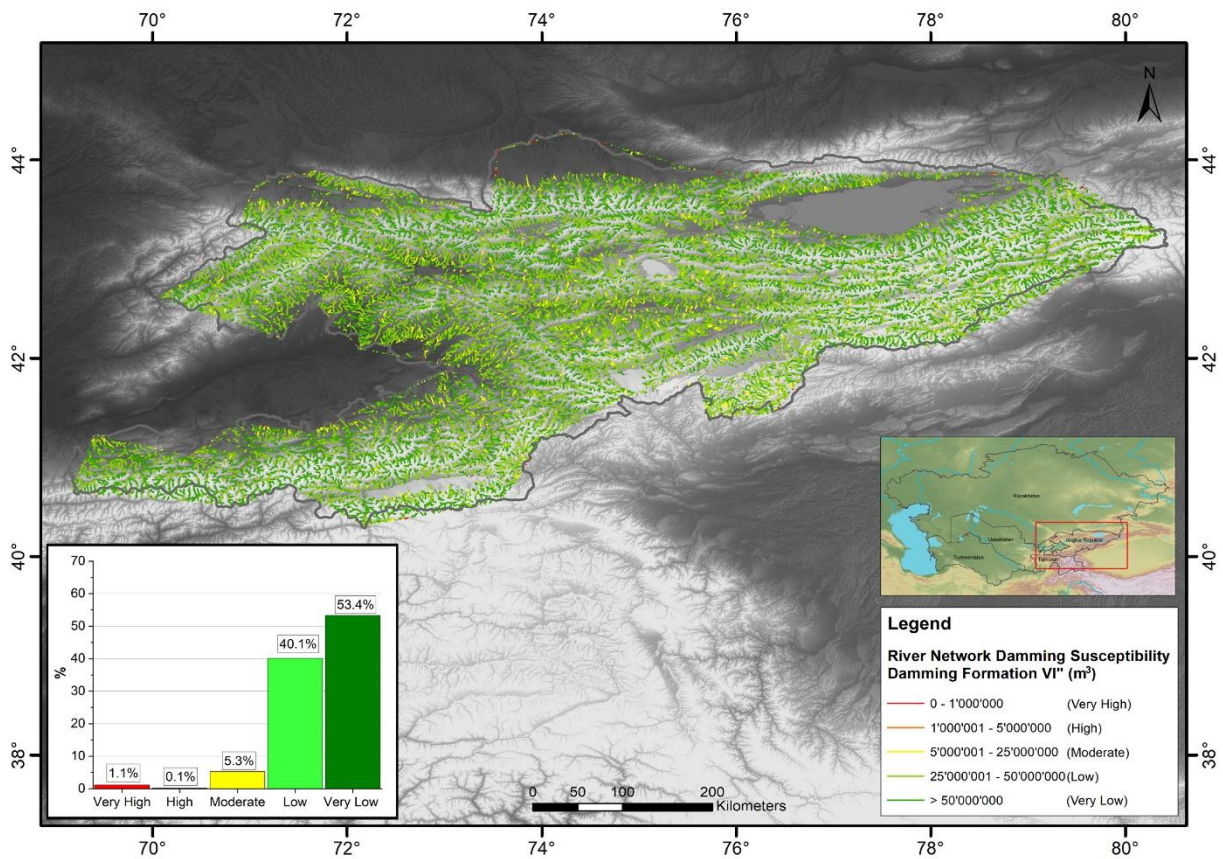 70° 72° 74° 76° 78° 80°
N
44° 44°
42° 42°
40° 40°
38° 38°
Kazakhstan
Uzbekistan
Turkmenistan
Tajikistan
70
60
50
40
30
20
10
0
%
1.1%
0.1%
5.3%
40.1%
53.4%
Very High High Moderate Low Very Low
0 50 100 200
Kilometers
Legend
River Network Damming Susceptibility
Damming Formation VI" (m³)
0 - 1'000'000 (Very High)
1'000'001 - 5'000'000 (High)
5'000'001 - 25'000'000 (Moderate)
25'000'001 - 50'000'000(Low)
> 50'000'000 (Very Low)
70° 72° 74° 76° 78° 80°